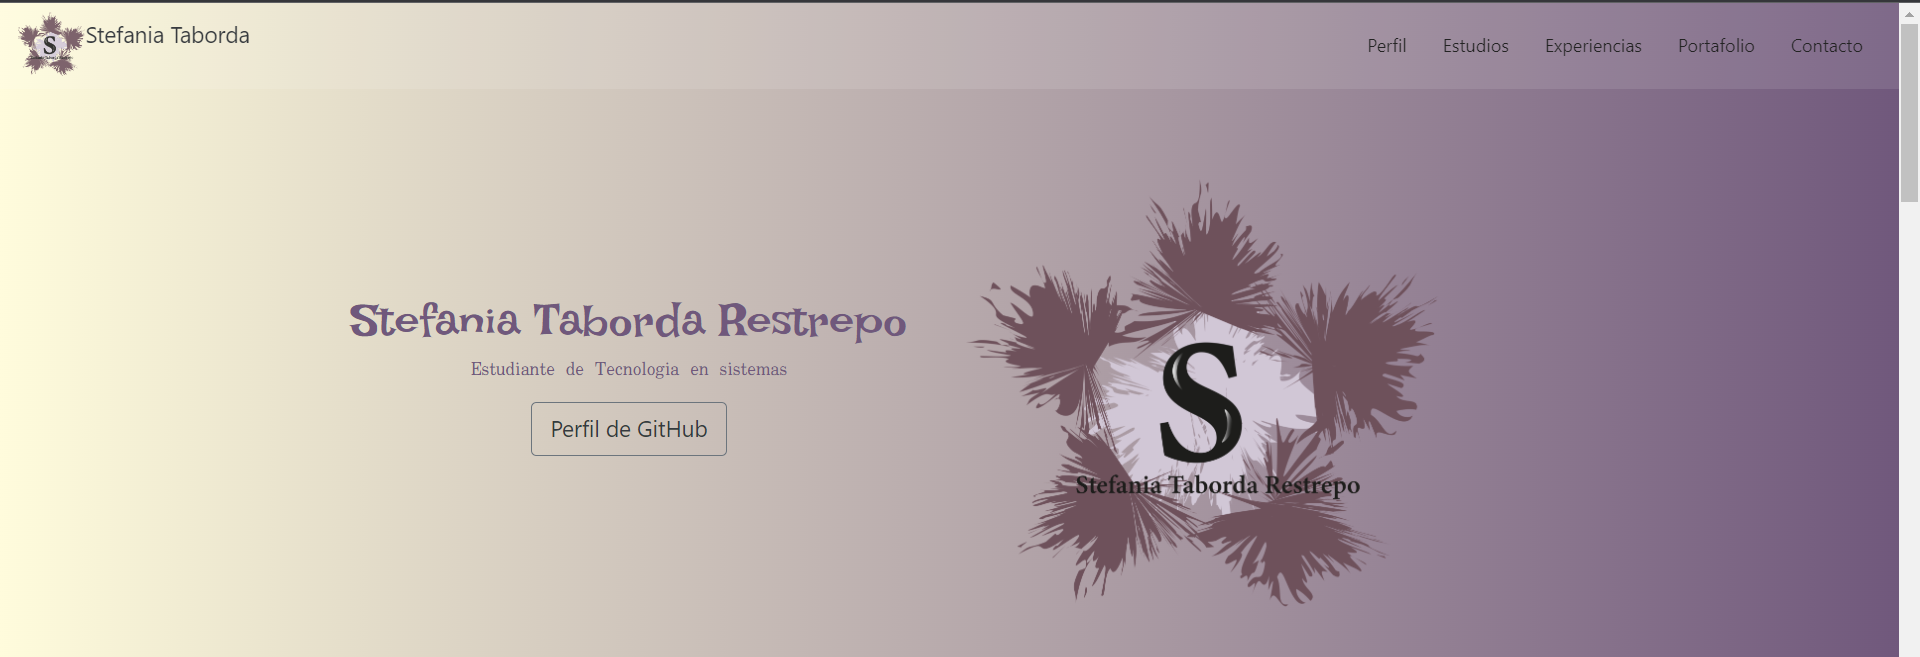 Stefania Taborda
Perfil Estudios Experiencias Portafolio Contacto
Stefania Taborda Restrepo
Estudiante de Tecnologia en sistemas
Perfil de GitHub
S
Stefania Taborda Restrepo